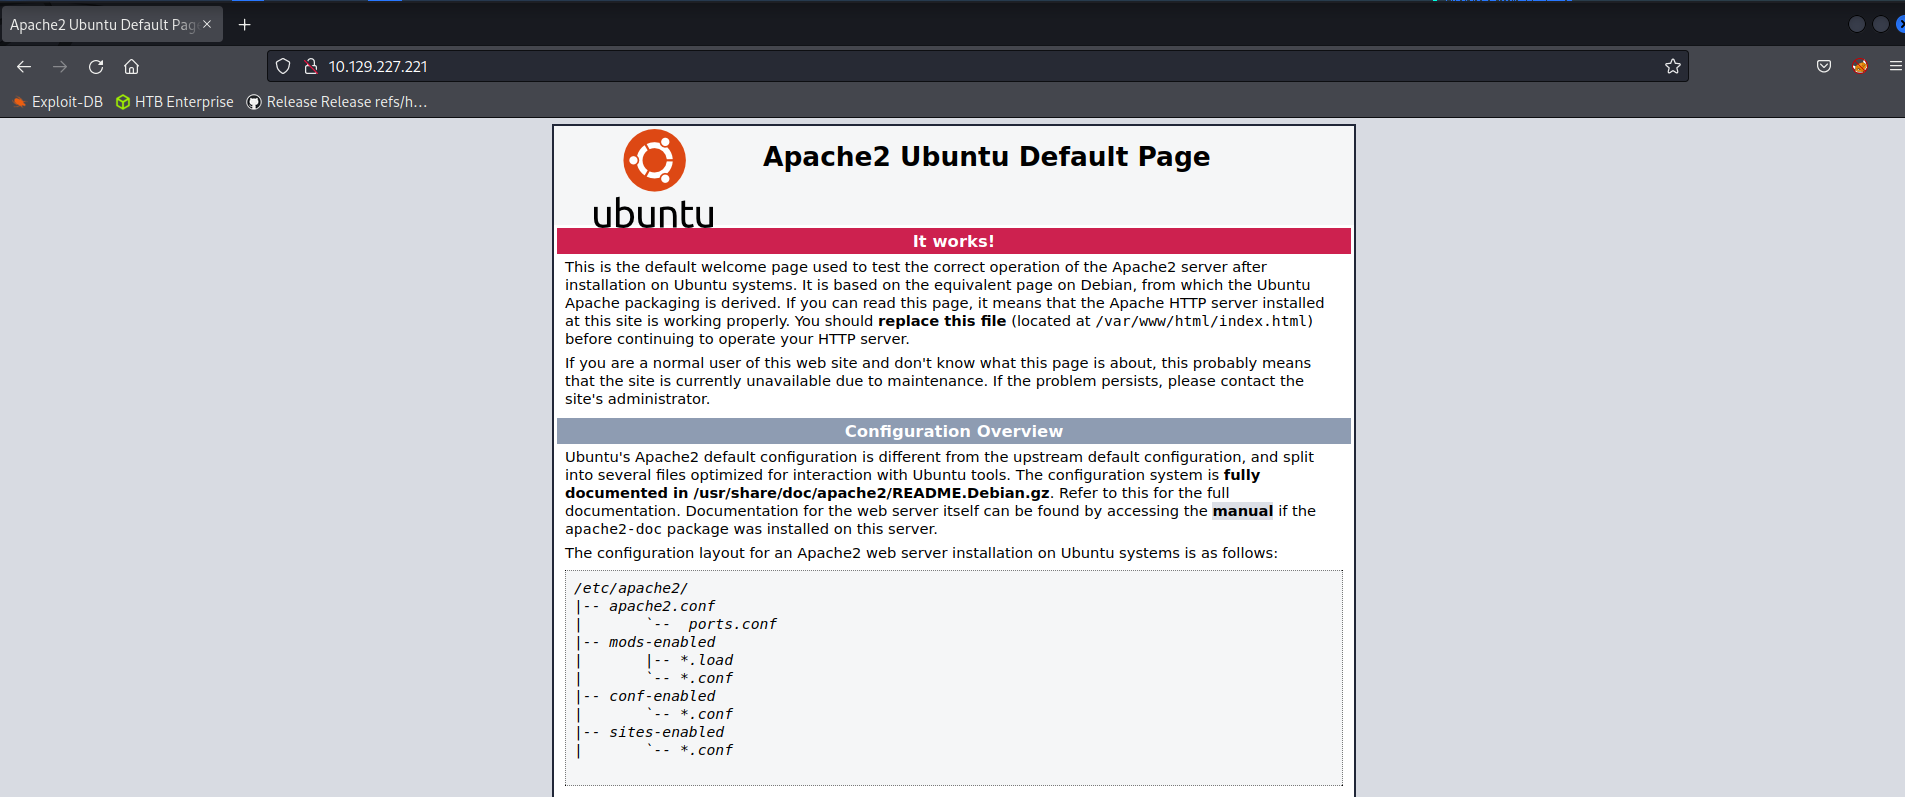 Apache2 Ubuntu Default Pag
10.129.227.221
Exploit-DB
HTB Enterprise
Release Release refs/h...
ubuntu
Apache2 Ubuntu Default Page
It works!
This is the default welcome page used to test the correct operation of the Apache2 server after
installation on Ubuntu systems. It is based on the equivalent page on Debian, from which the Ubuntu
Apache packaging is derived. If you can read this page, it means that the Apache HTTP server installed
at this site is working properly. You should replace this file (located at /var/www/html/index.html)
before continuing to operate your HTTP server.
If you are a normal user of this web site and don't know what this page is about, this probably means
that the site is currently unavailable due to maintenance. If the problem persists, please contact the
site's administrator.
Configuration Overview
Ubuntu's Apache2 default configuration is different from the upstream default configuration, and split
into several files optimized for interaction with Ubuntu tools. The configuration system is fully
documented in /usr/share/doc/apache2/README.Debian.gz. Refer to this for the full
documentation. Documentation for the web server itself can be found by accessing the manual if the
apache2-doc package was installed on this server.
The configuration layout for an Apache2 web server installation on Ubuntu systems is as follows:
/etc/apache2/
|-- apache2.conf
|       `--  ports.conf
|-- mods-enabled
|       |-- *.load
|       `-- *.conf
|-- conf-enabled
|       `-- *.conf
|-- sites-enabled
|       `-- *.conf